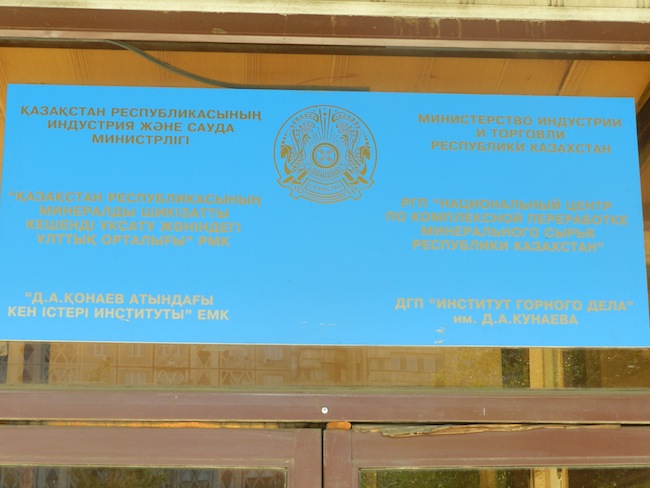 ҚАЗАҚСТАН РЕСПУБЛИКАСЫНЫҢ
ИНДУСТРИЯ ЖӘНЕ САУДА
МИНИСТРЛІГІ
"ҚАЗАҚСТАН РЕСПУБЛИКАСЫНЫҢ
МИНЕРАЛДЫ ШИКІЗАТТЫ
КЕШЕНДІ ҰҚСАТУ ЖӨНІНДЕГІ
ҰЛТТЫҚ ОРТАЛЫҒЫ" РМК
"Д.А.ҚОНАЕВ АТЫНДАҒЫ
КЕН ІСТЕРІ ИНСТИТУТЫ" ЕМК
МИНИСТЕРСТВО ИНДУСТРИИ
И ТОРГОВЛИ
РЕСПУБЛИКИ КАЗАХСТАН
РГП "НАЦИОНАЛЬНЫЙ ЦЕНТР
ПО КОМПЛЕКСНОЙ ПЕРЕРАБОТКЕ
МИНЕРАЛЬНОГО СЫРЬЯ
РЕСПУБЛИКИ КАЗАХСТАН"
ДГП "ИНСТИТУТ ГОРНОГО ДЕЛА"
им. Д.А.КУНАЕВА